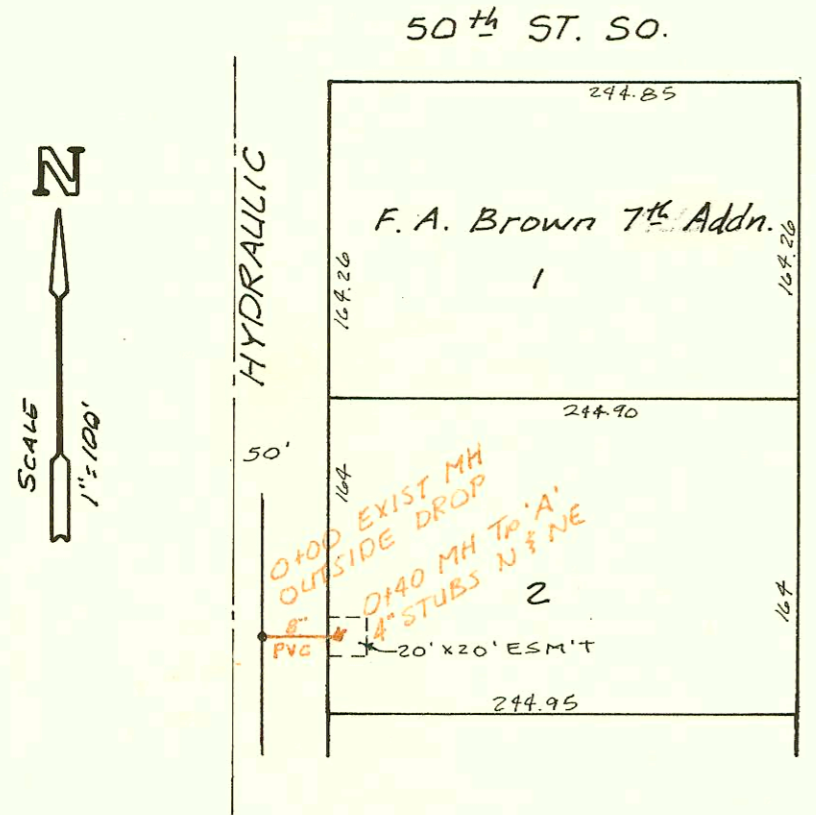 50th ST. SO.
244.85
N
HYDRAULIC
F. A. Brown 7th Addn.
1
164.26
164.26
SCALE
1"=100'
244.90
50'
164
0+00 EXIST MH
OUTSIDE DROP
0+40 MH Tp 'A'
4" STUBS N & NE
2
164
8"
PVC
20' x 20' ESM'T
244.95